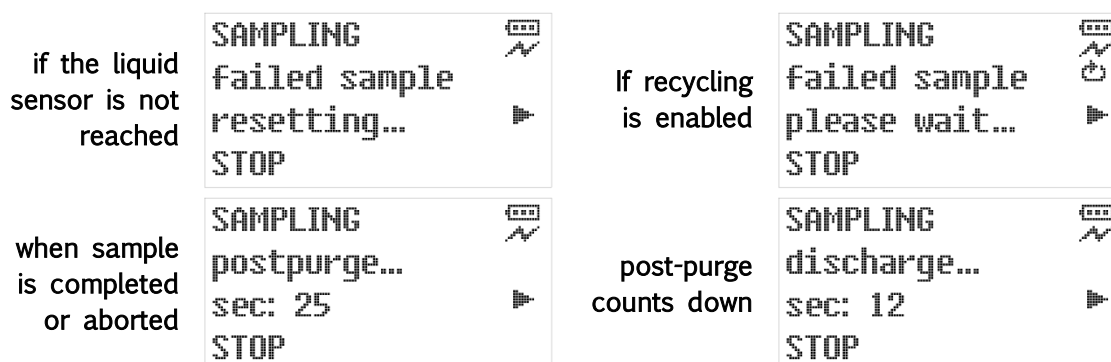 if the liquid
sensor is not
reached
SAMPLING
failed sample
resetting...
STOP
If recycling
is enabled
SAMPLING
failed sample
please wait...
STOP
when sample
is completed
or aborted
SAMPLING
postpurge...
sec: 25
STOP
post-purge
counts down
SAMPLING
discharge...
sec: 12
STOP